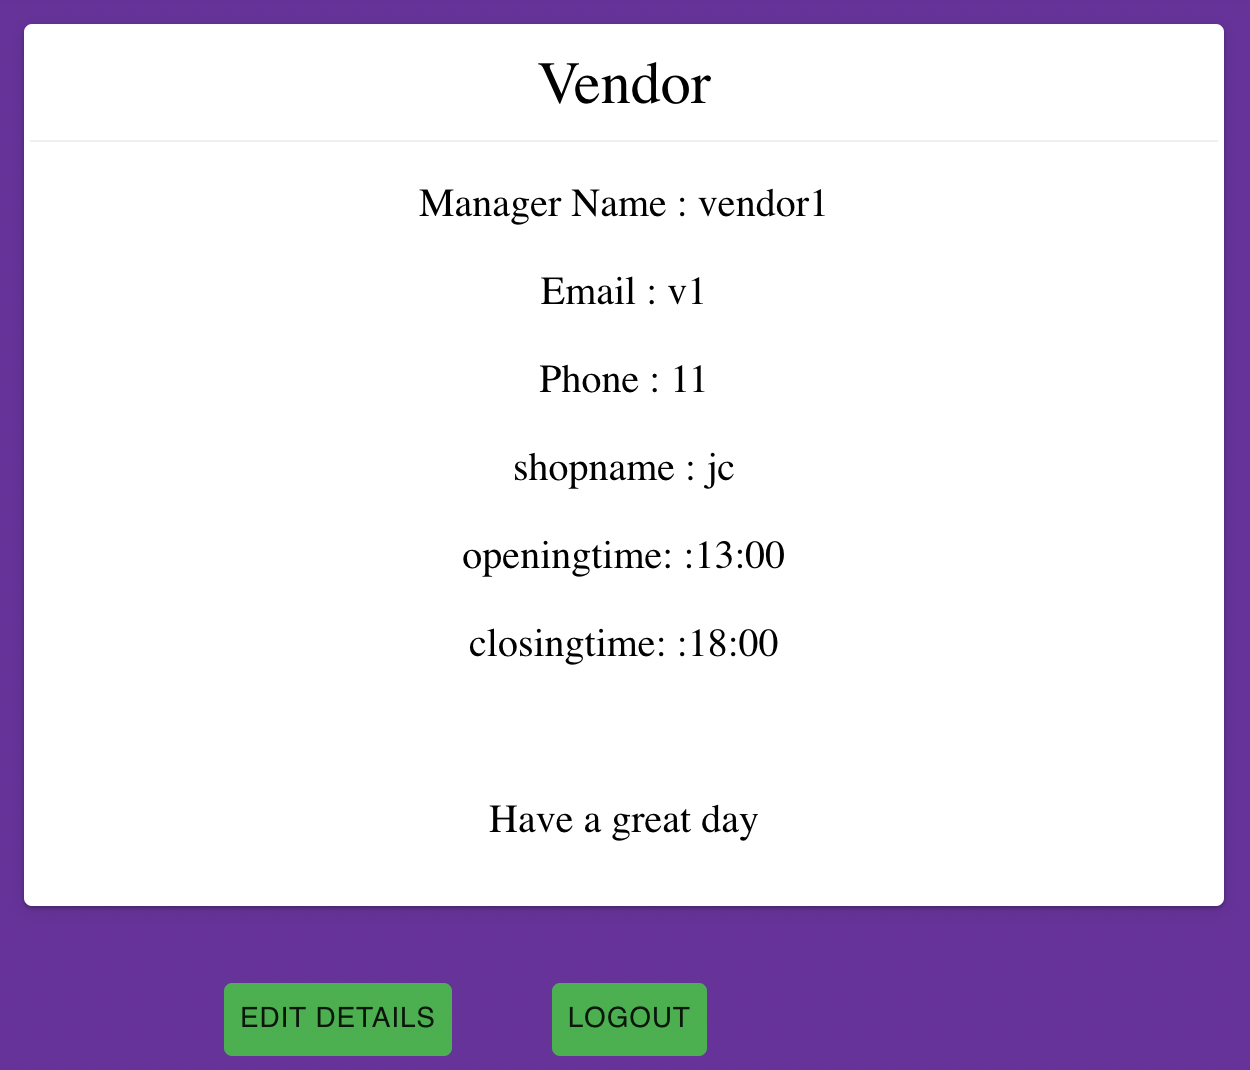 Vendor
Manager Name : vendor1
Email : v1
Phone : 11
shopname : jc
openingtime: :13:00
closingtime: :18:00
Have a great day
EDIT DETAILS
LOGOUT